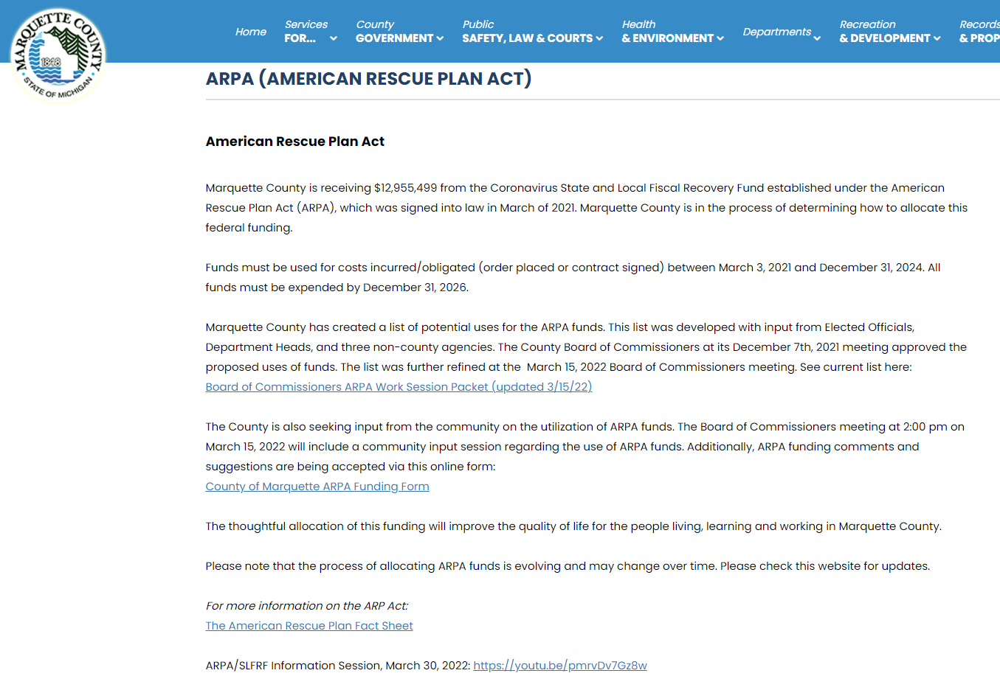 MARQUETTE COUNTY
1848
STATE OF MICHIGAN
Home
Services FOR...
County GOVERNMENT
Public SAFETY, LAW & COURTS
Health & ENVIRONMENT
Departments
Recreation & DEVELOPMENT
Records & PROP
ARPA (AMERICAN RESCUE PLAN ACT)
American Rescue Plan Act
Marquette County is receiving $12,955,499 from the Coronavirus State and Local Fiscal Recovery Fund established under the American
Rescue Plan Act (ARPA), which was signed into law in March of 2021. Marquette County is in the process of determining how to allocate this
federal funding.
Funds must be used for costs incurred/obligated (order placed or contract signed) between March 3, 2021 and December 31, 2024. All
funds must be expended by December 31, 2026.
Marquette County has created a list of potential uses for the ARPA funds. This list was developed with input from Elected Officials,
Department Heads, and three non-county agencies. The County Board of Commissioners at its December 7th, 2021 meeting approved the
proposed uses of funds. The list was further refined at the  March 15, 2022 Board of Commissioners meeting. See current list here:
Board of Commissioners ARPA Work Session Packet (updated 3/15/22)
The County is also seeking input from the community on the utilization of ARPA funds. The Board of Commissioners meeting at 2:00 pm on
March 15, 2022 will include a community input session regarding the use of ARPA funds. Additionally, ARPA funding comments and
suggestions are being accepted via this online form:
County of Marquette ARPA Funding Form
The thoughtful allocation of this funding will improve the quality of life for the people living, learning and working in Marquette County.
Please note that the process of allocating ARPA funds is evolving and may change over time. Please check this website for updates.
For more information on the ARP Act:
The American Rescue Plan Fact Sheet
ARPA/SLFRF Information Session, March 30, 2022: https://youtu.be/pmrvDv7Gz8w